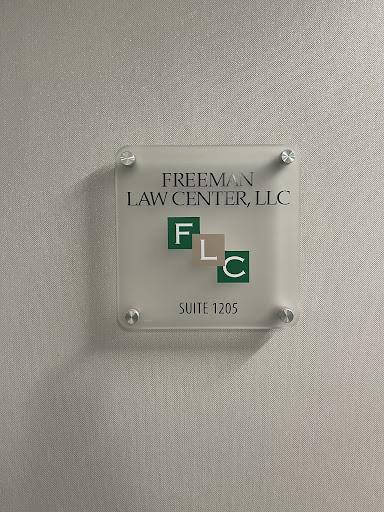 FREEMAN
LAW CENTER, LLC
F
L
C
SUITE 1205